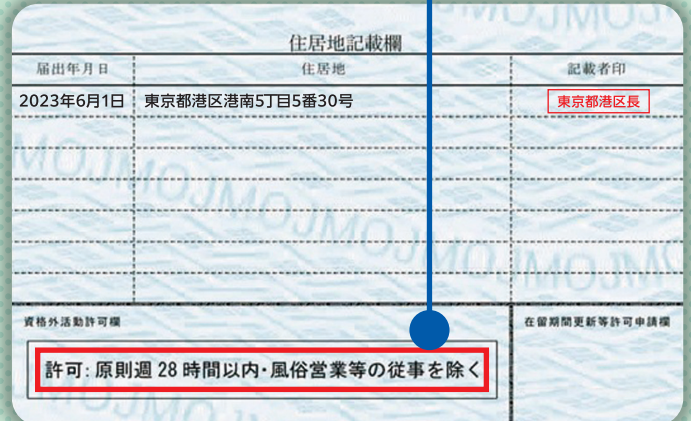 住居地記載欄
届出年月日 住居地 記載者印
2023年6月1日 東京都港区港南5丁目5番30号 東京都港区長
資格外活動許可欄 在留期間更新等許可申請欄
許可: 原則週 28 時間以内・風俗営業等の従事を除く
MOJMOJMOJMOJMOJMOJ